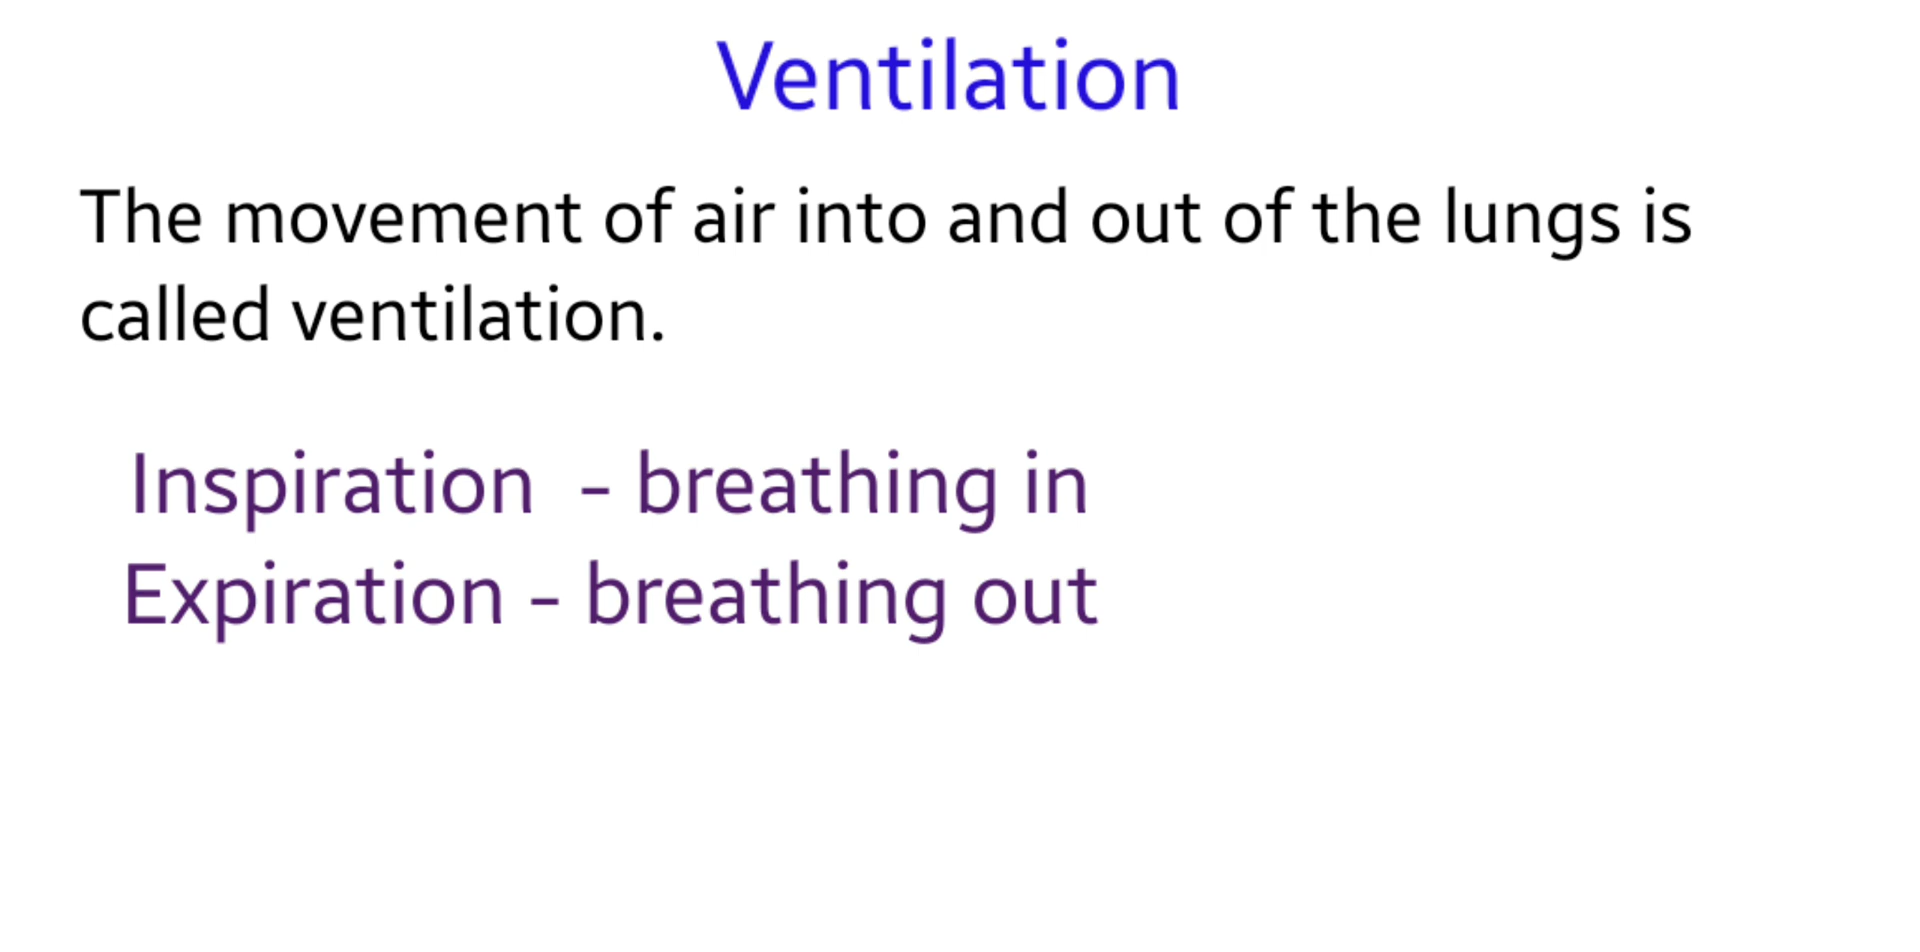 Ventilation
The movement of air into and out of the lungs is
called ventilation.
Inspiration - breathing in
Expiration - breathing out